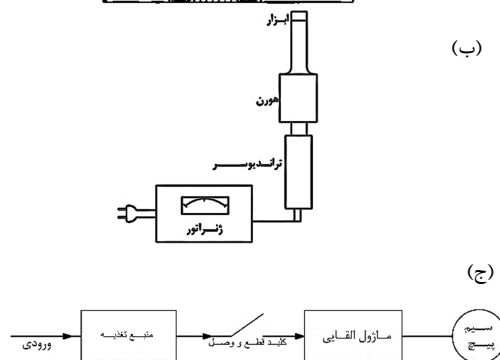 ابزار
(ب)
هورن
ترانسدیوسر
ژنراتور
(ج)
ورودی
منبع تغذیه
کلید قطع و وصل
ماژول القایی
سیم
پیچ